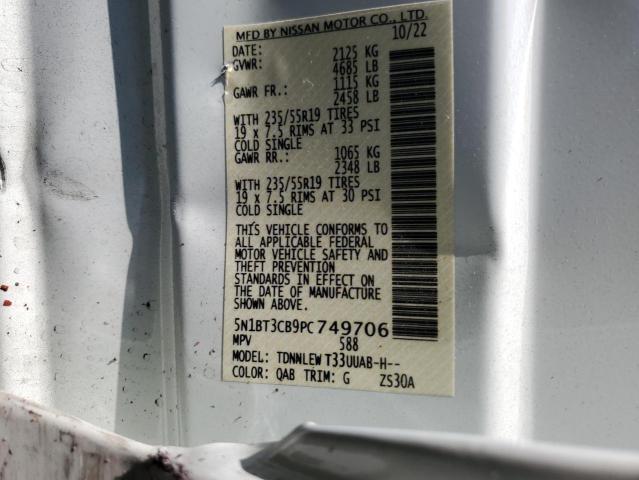 MFD BY NISSAN MOTOR CO., LTD.
DATE: 10/22
GVWR: 2125 KG
4685 LB
GAWR FR.: 1115 KG
2458 LB
WITH 235/55R19 TIRES
19 x 7.5 RIMS AT 33 PSI
COLD SINGLE
GAWR RR.: 1065 KG
2348 LB
WITH 235/55R19 TIRES
19 x 7.5 RIMS AT 30 PSI
COLD SINGLE
THIS VEHICLE CONFORMS TO
ALL APPLICABLE FEDERAL
MOTOR VEHICLE SAFETY AND
THEFT PREVENTION
STANDARDS IN EFFECT ON
THE DATE OF MANUFACTURE
SHOWN ABOVE.
5N1BT3CB9PC749706
MPV 588
MODEL: TDNNLEW T33UUAB-H--
COLOR: QAB TRIM: G ZS30A